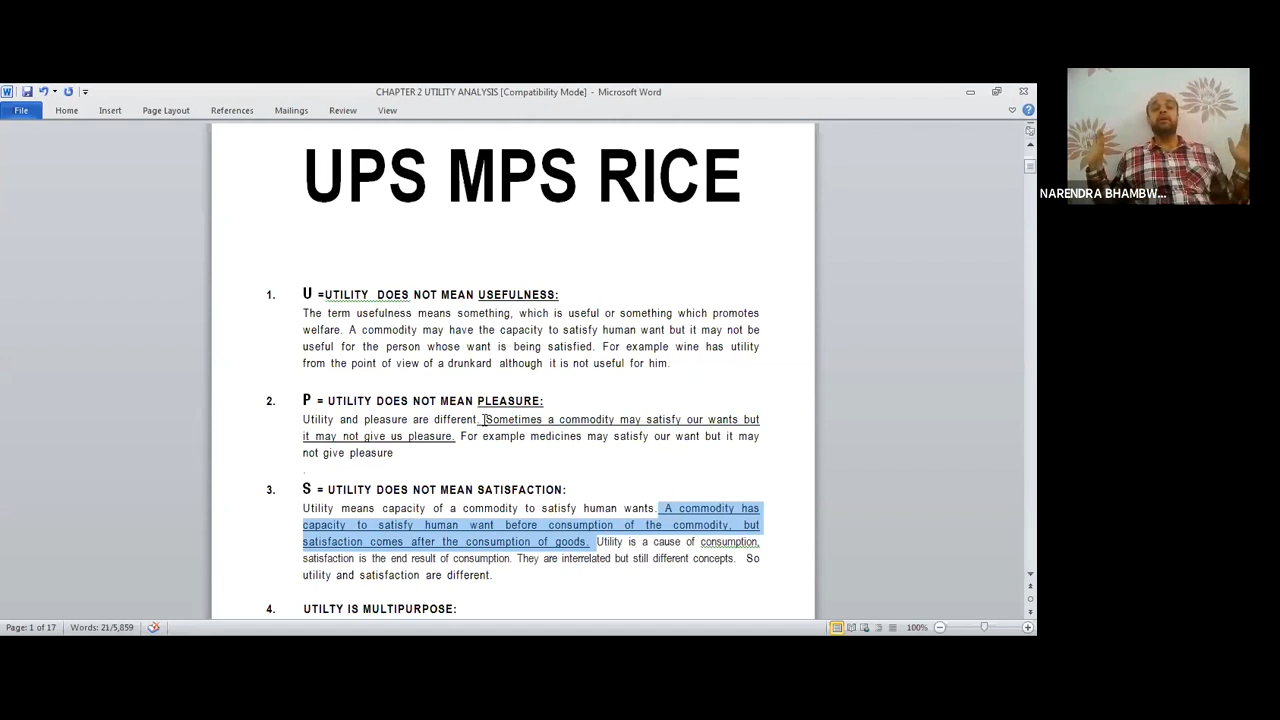 CHAPTER 2 UTILITY ANALYSIS [Compatibility Mode] - Microsoft Word
File Home Insert Page Layout References Mailings Review View
UPS MPS RICE
1. U =UTILITY DOES NOT MEAN USEFULNESS:
The term usefulness means something, which is useful or something which promotes
welfare. A commodity may have the capacity to satisfy human want but it may not be
useful for the person whose want is being satisfied. For example wine has utility
from the point of view of a drunkard although it is not useful for him.
2. P = UTILITY DOES NOT MEAN PLEASURE:
Utility and pleasure are different. Sometimes a commodity may satisfy our wants but
it may not give us pleasure. For example medicines may satisfy our want but it may
not give pleasure
.
3. S = UTILITY DOES NOT MEAN SATISFACTION:
Utility means capacity of a commodity to satisfy human wants. A commodity has
capacity to satisfy human want before consumption of the commodity, but
satisfaction comes after the consumption of goods. Utility is a cause of consumption,
satisfaction is the end result of consumption. They are interrelated but still different concepts. So
utility and satisfaction are different.
4. UTILTY IS MULTIPURPOSE:
Page: 1 of 17 Words: 21/5,859 100%
NARENDRA BHAMBW...